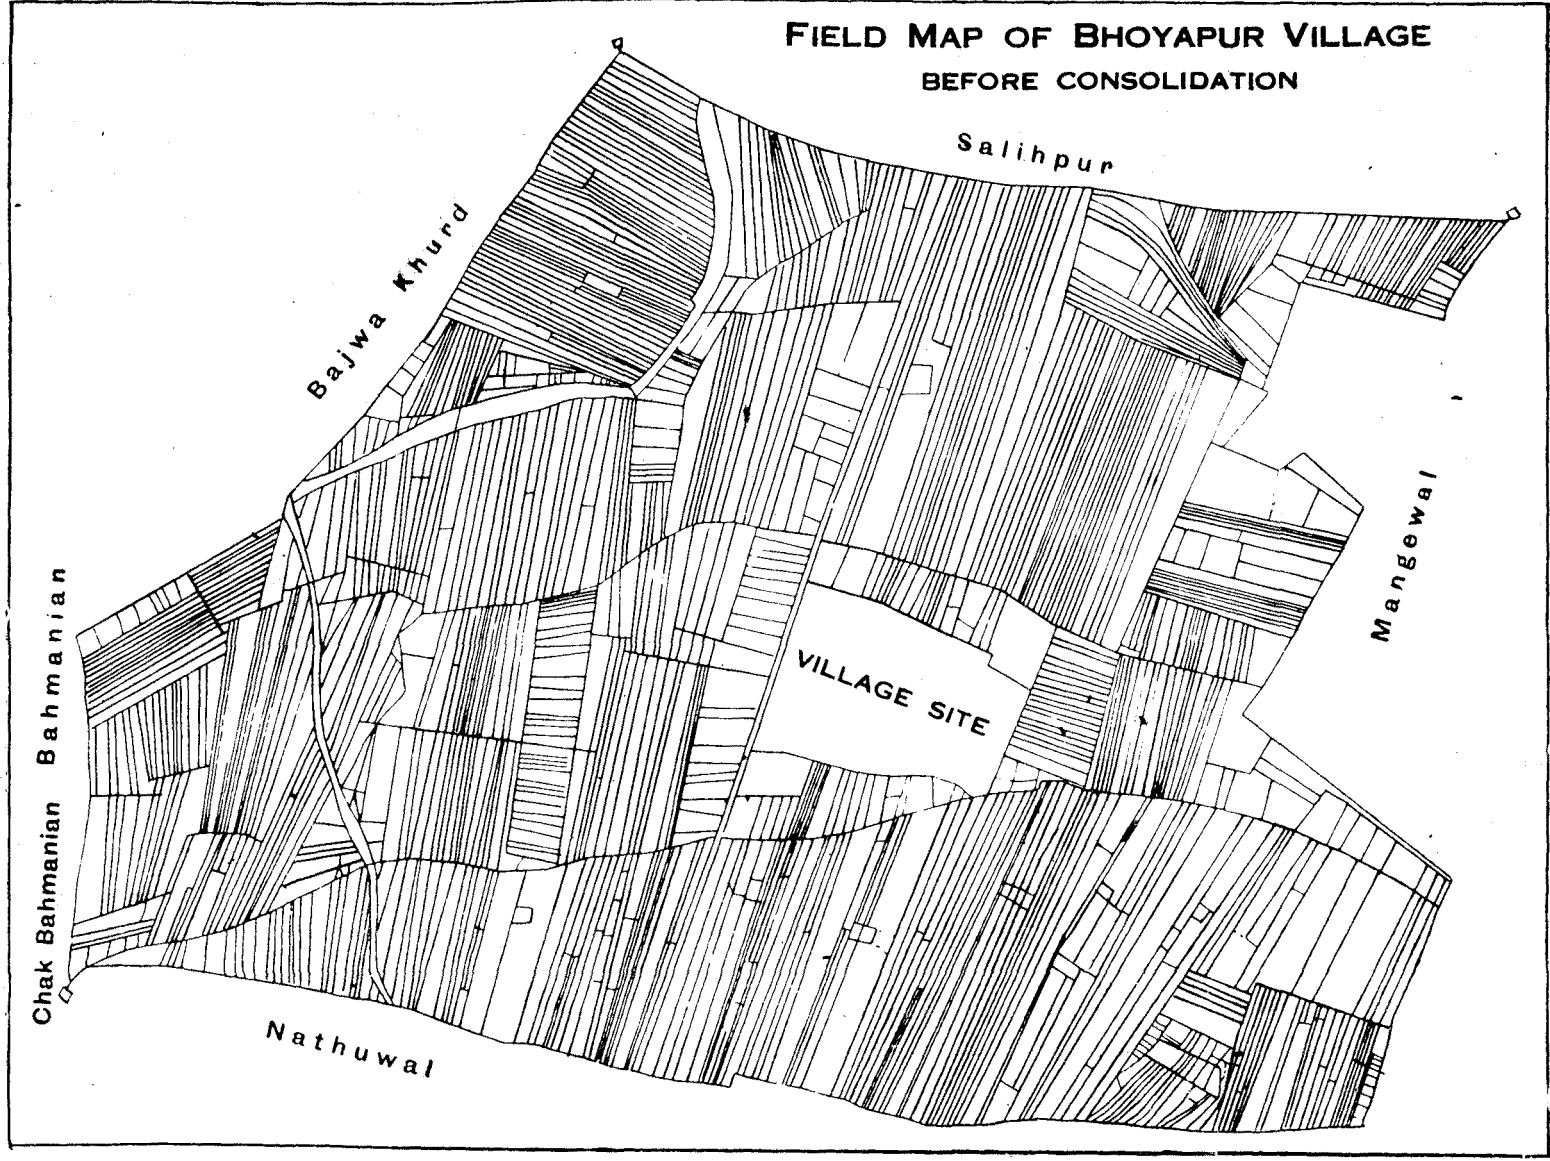 FIELD MAP OF BHOYAPUR VILLAGE
BEFORE CONSOLIDATION
Salihpur
Bajwa Khurd
Mangewal
VILLAGE SITE
Chak Bahmanian Bahmanian
Nathuwal